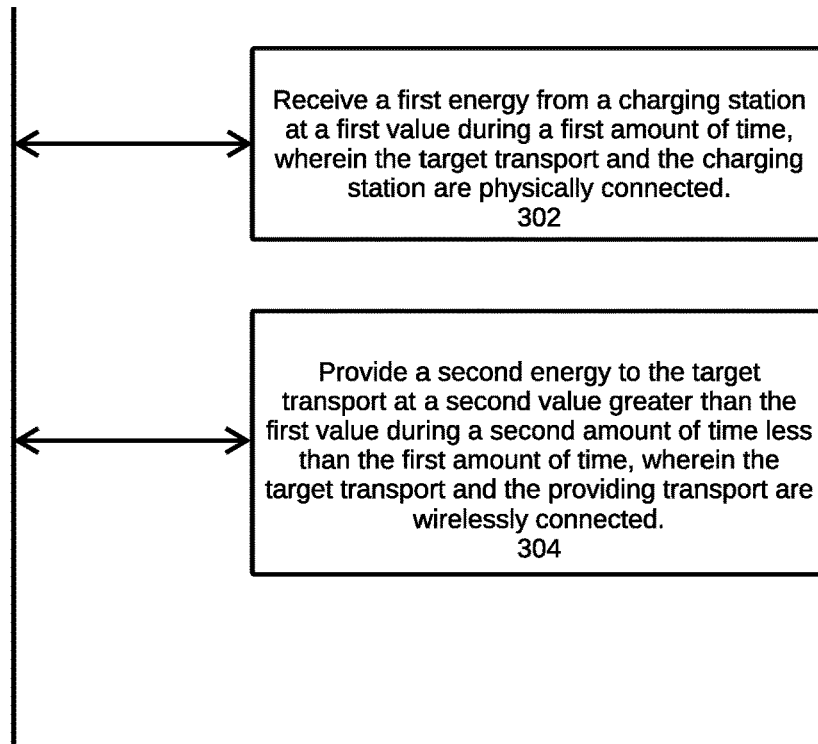 Receive a first energy from a charging station
at a first value during a first amount of time,
wherein the target transport and the charging
station are physically connected.
302
Provide a second energy to the target
transport at a second value greater than the
first value during a second amount of time less
than the first amount of time, wherein the
target transport and the providing transport are
wirelessly connected.
304